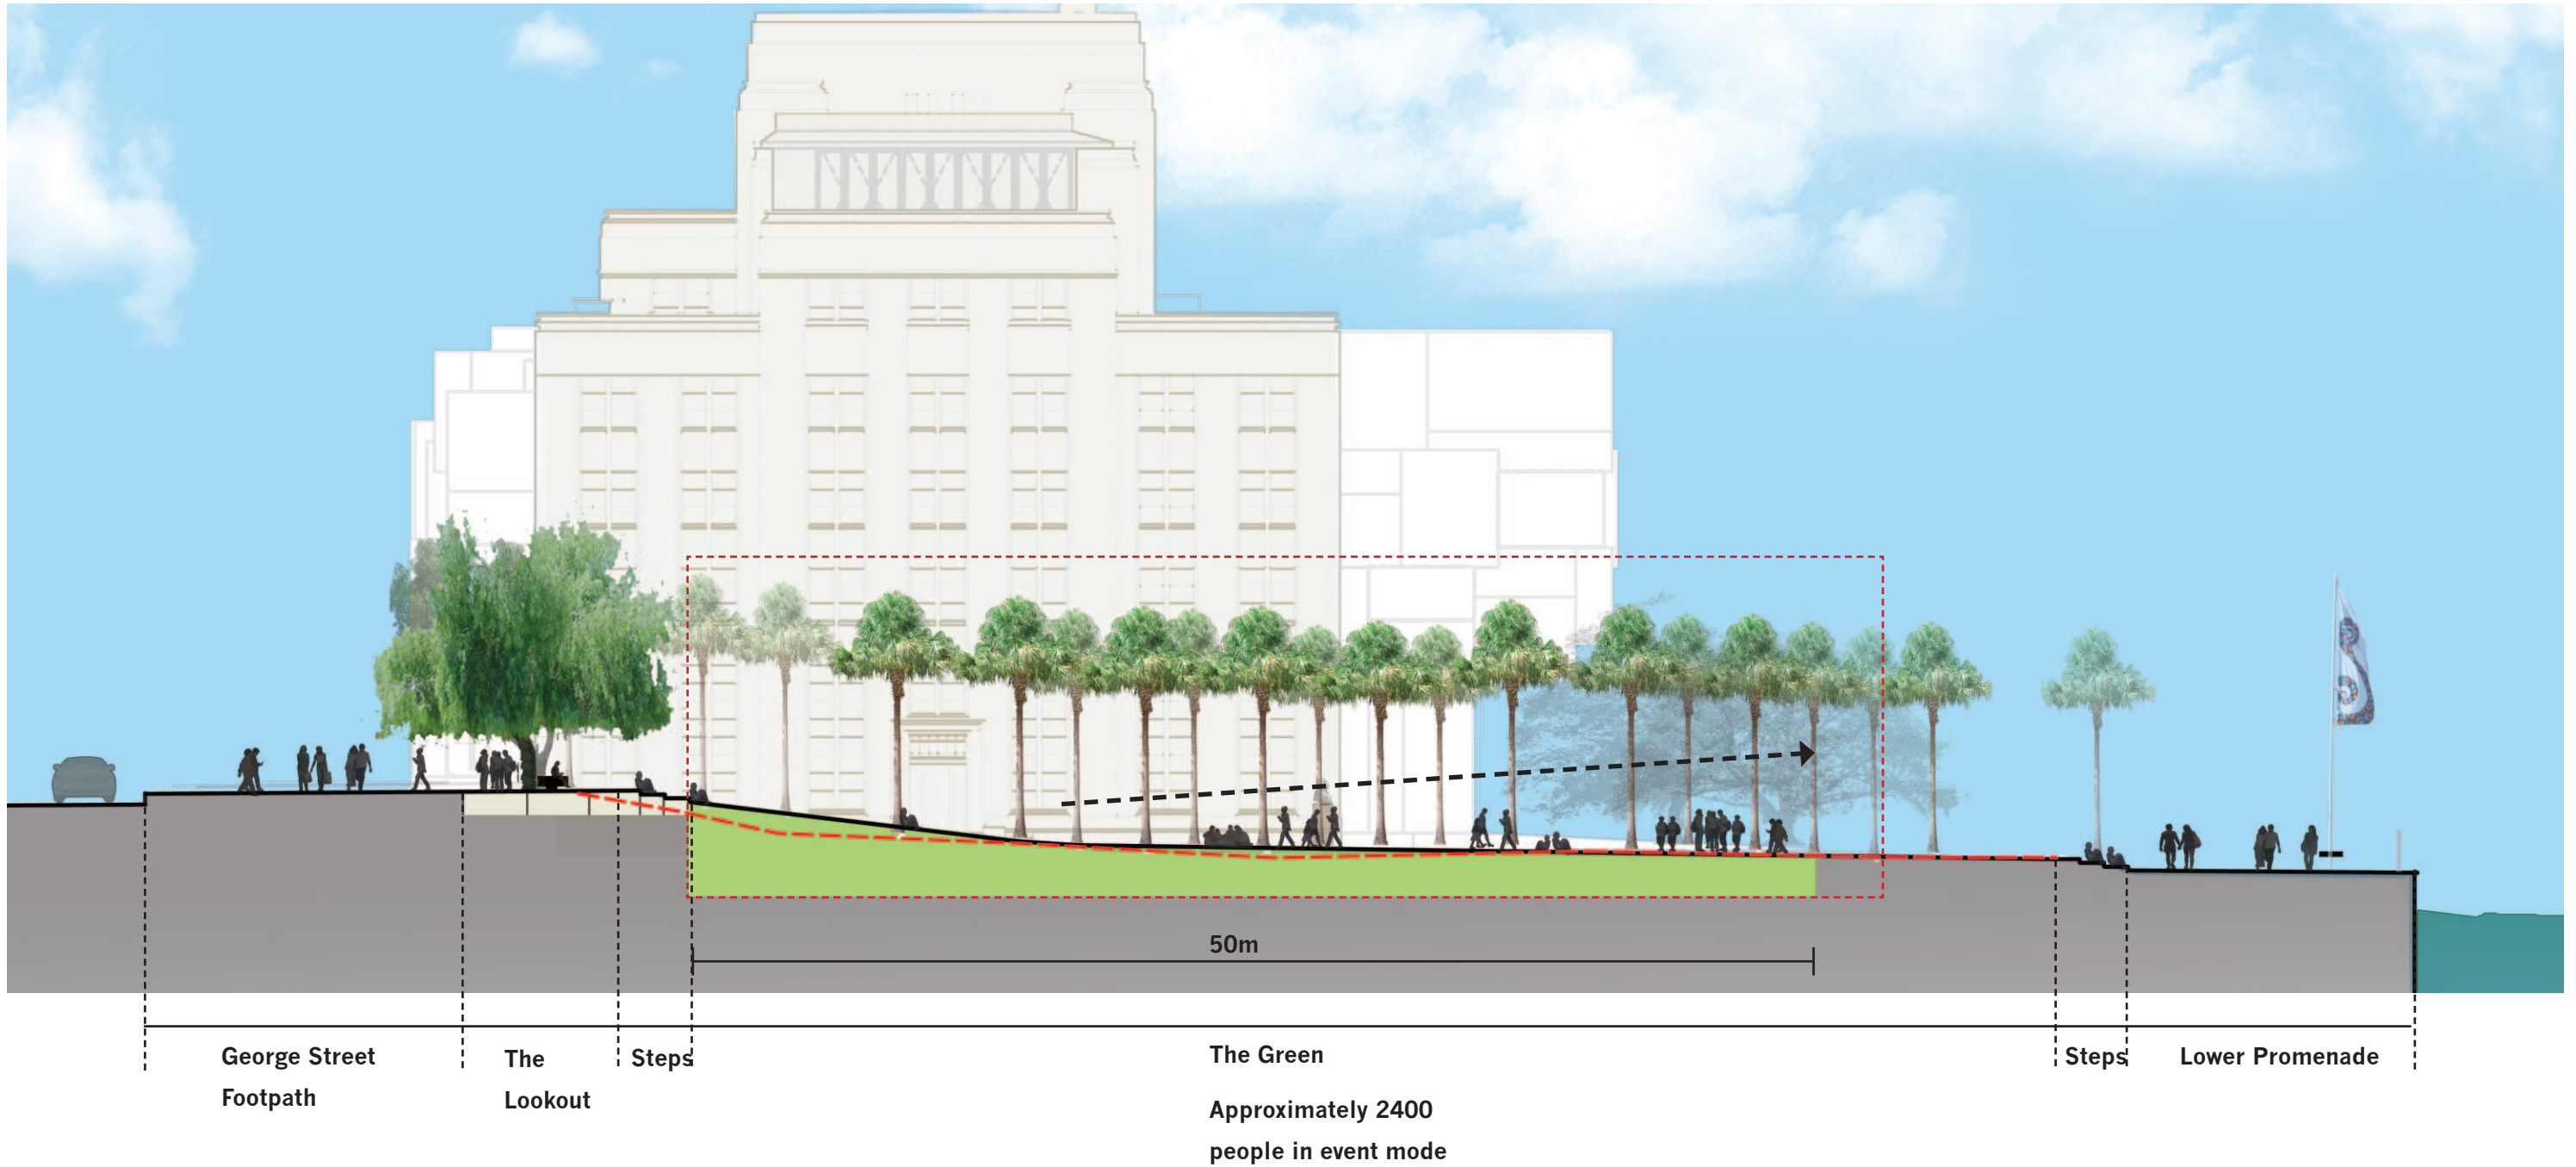 50m
George Street
Footpath
The
Lookout
Steps
The Green
Approximately 2400
people in event mode
Steps
Lower Promenade